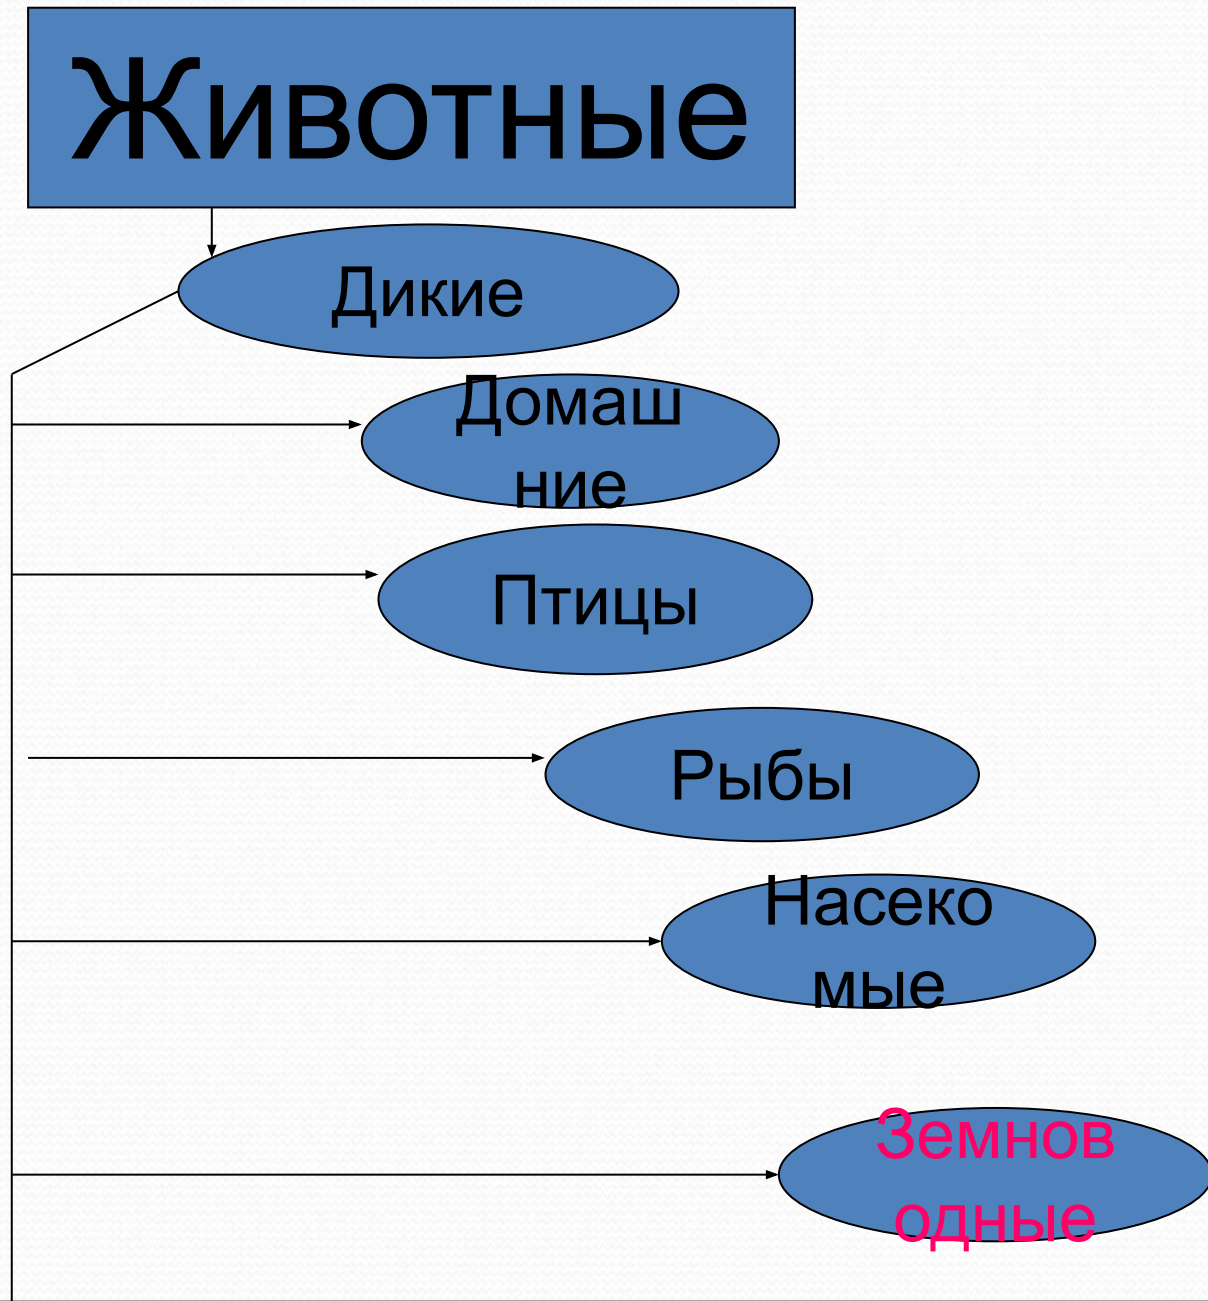 Животные
Дикие
Домаш
ние
Птицы
Рыбы
Насеко
мые
Земнов
одные